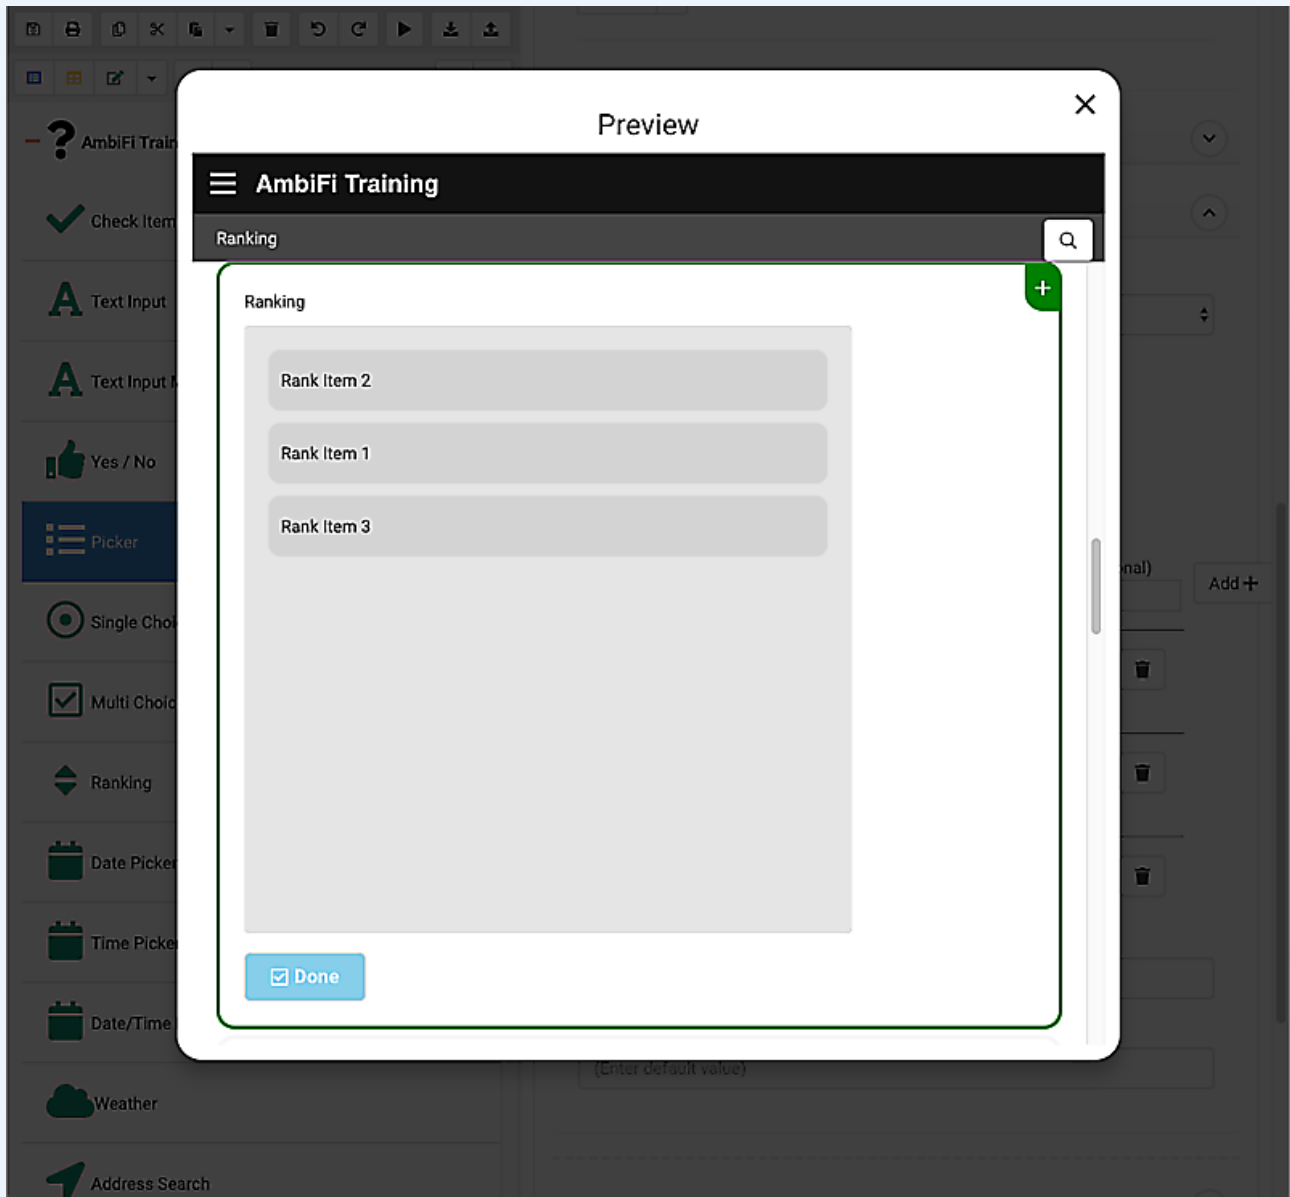 Preview
AmbiFi Training
Ranking
Ranking
Rank Item 2
Rank Item 1
Rank Item 3
Done
AmbiFi Train
Check Item
Text Input
Text Input
Yes / No
Picker
Single Choi
Multi Choic
Ranking
Date Picker
Time Picke
Date/Time
Weather
Address Search
nal)
Add
(Enter default value)